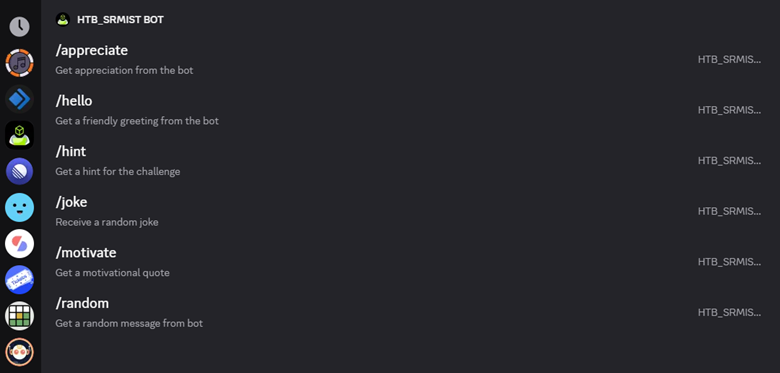 HTB_SRMIST BOT
/appreciate
Get appreciation from the bot
HTB_SRMIS...
/hello
Get a friendly greeting from the bot
HTB_SRMIS...
/hint
Get a hint for the challenge
HTB_SRMIS...
/joke
Receive a random joke
HTB_SRMIS...
/motivate
Get a motivational quote
HTB_SRMIS...
/random
Get a random message from bot
HTB_SRMIS...